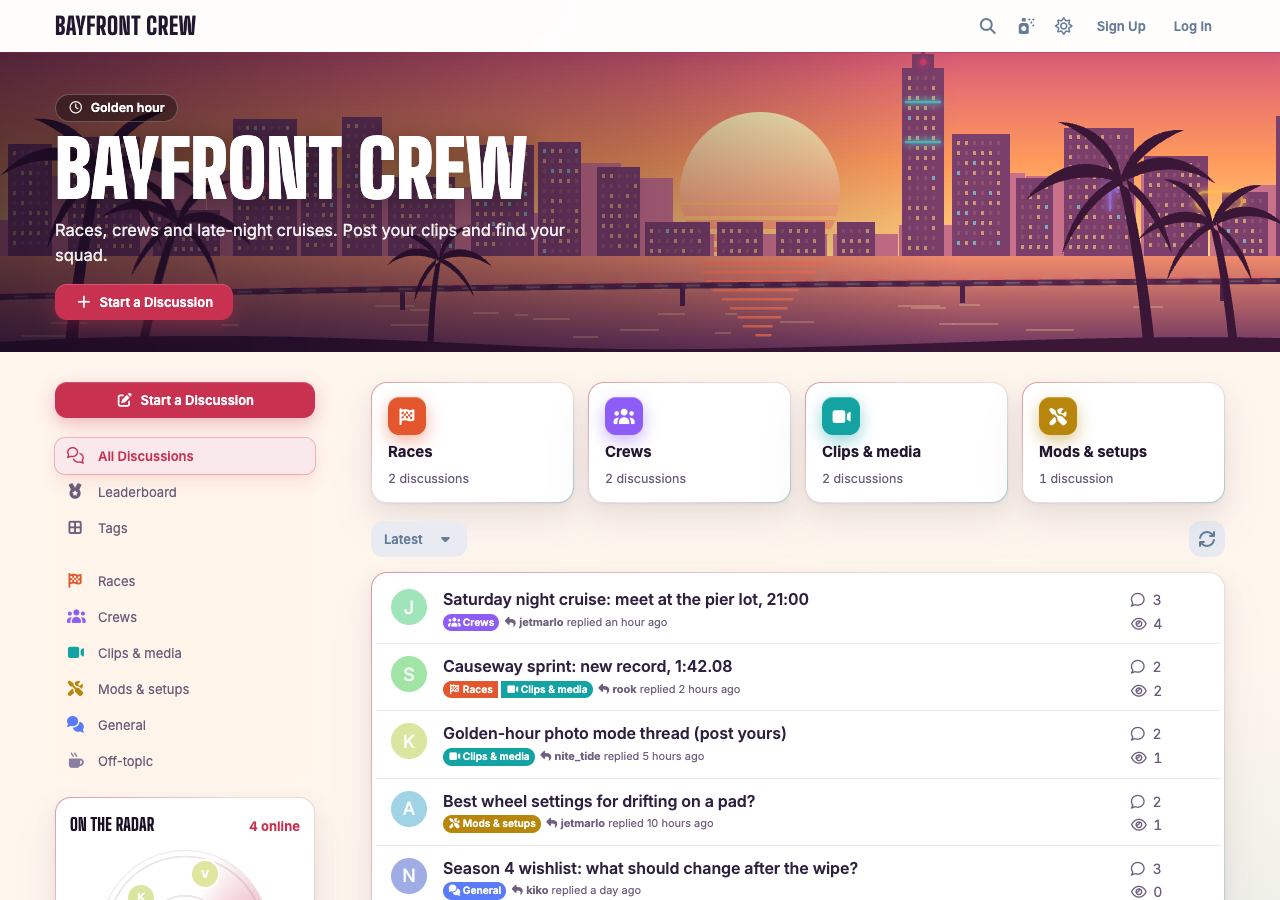 BAYFRONT CREW
Sign Up
Log In
Golden hour
BAYFRONT CREW
Races, crews and late-night cruises. Post your clips and find your
squad.
Start a Discussion
Start a Discussion
All Discussions
Leaderboard
Tags
Races
Crews
Clips & media
Mods & setups
General
Off-topic
ON THE RADAR
4 online
V
K
Races
2 discussions
Crews
2 discussions
Clips & media
2 discussions
Mods & setups
1 discussion
Latest
J
Saturday night cruise: meet at the pier lot, 21:00
Crews jetmarlo replied an hour ago
3
4
S
Causeway sprint: new record, 1:42.08
Races Clips & media rook replied 2 hours ago
2
2
K
Golden-hour photo mode thread (post yours)
Clips & media nite_tide replied 5 hours ago
2
1
A
Best wheel settings for drifting on a pad?
Mods & setups jetmarlo replied 10 hours ago
2
1
N
Season 4 wishlist: what should change after the wipe?
General kiko replied a day ago
3
0